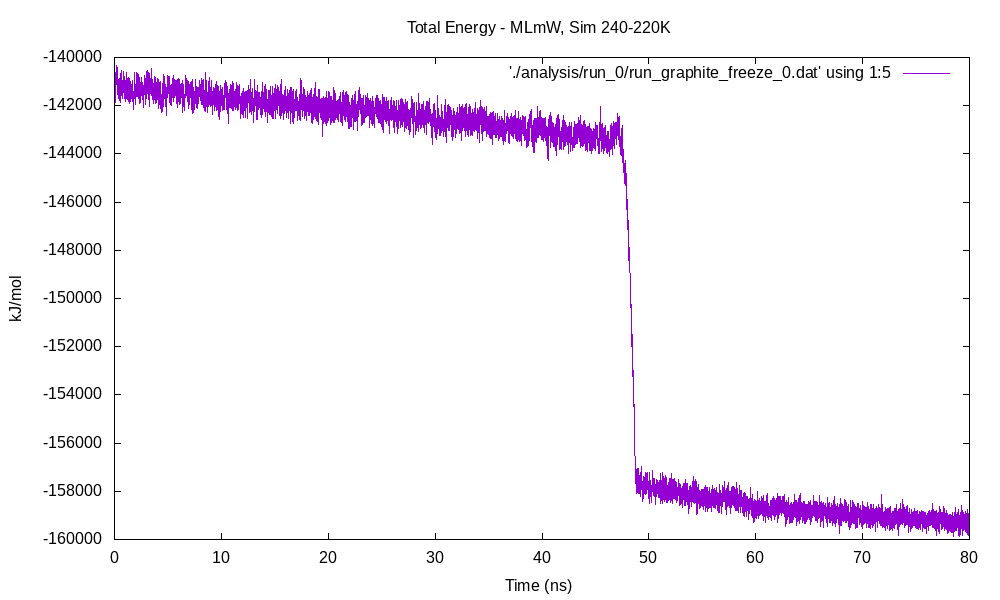 Total Energy - MLmW, Sim 240-220K
-140000
'./analysis/run_0/run_graphite_freeze_0.dat' using 1:5
-142000
-144000
-146000
-148000
-150000
-152000
-154000
-156000
-158000
-160000
kJ/mol
0 10 20 30 40 50 60 70 80
Time (ns)